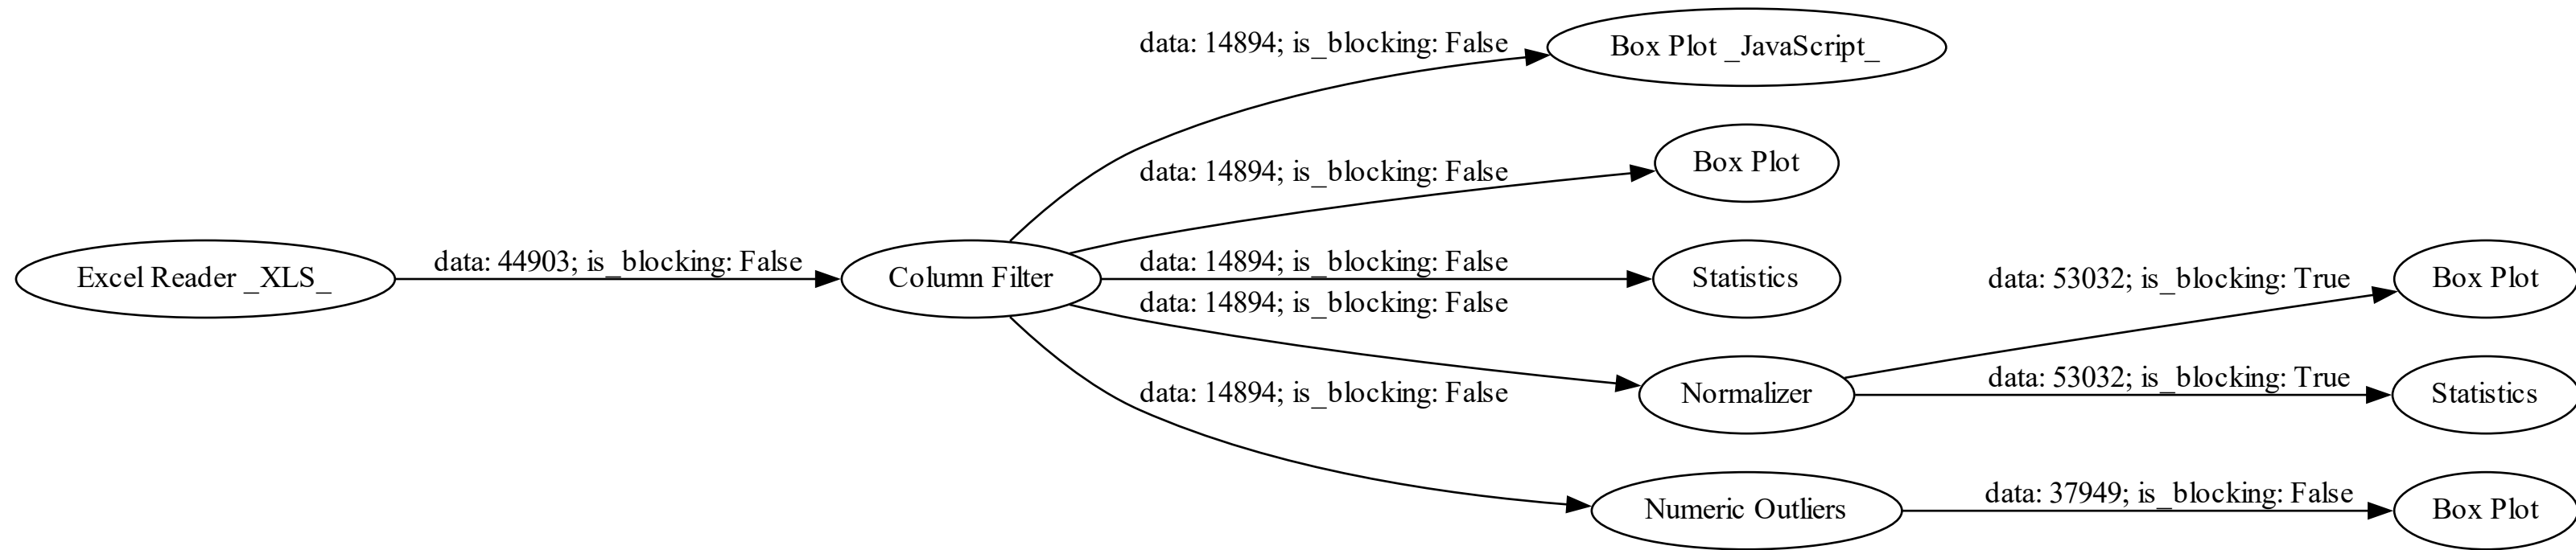 data: 14894; is_blocking: False
Box Plot _JavaScript_
data: 14894; is_blocking: False
Box Plot
Excel Reader _XLS_
data: 44903; is_blocking: False
Column Filter
data: 14894; is_blocking: False
Statistics
data: 14894; is_blocking: False
data: 53032; is_blocking: True
Box Plot
data: 14894; is_blocking: False
Normalizer
data: 53032; is_blocking: True
Statistics
Numeric Outliers
data: 37949; is_blocking: False
Box Plot